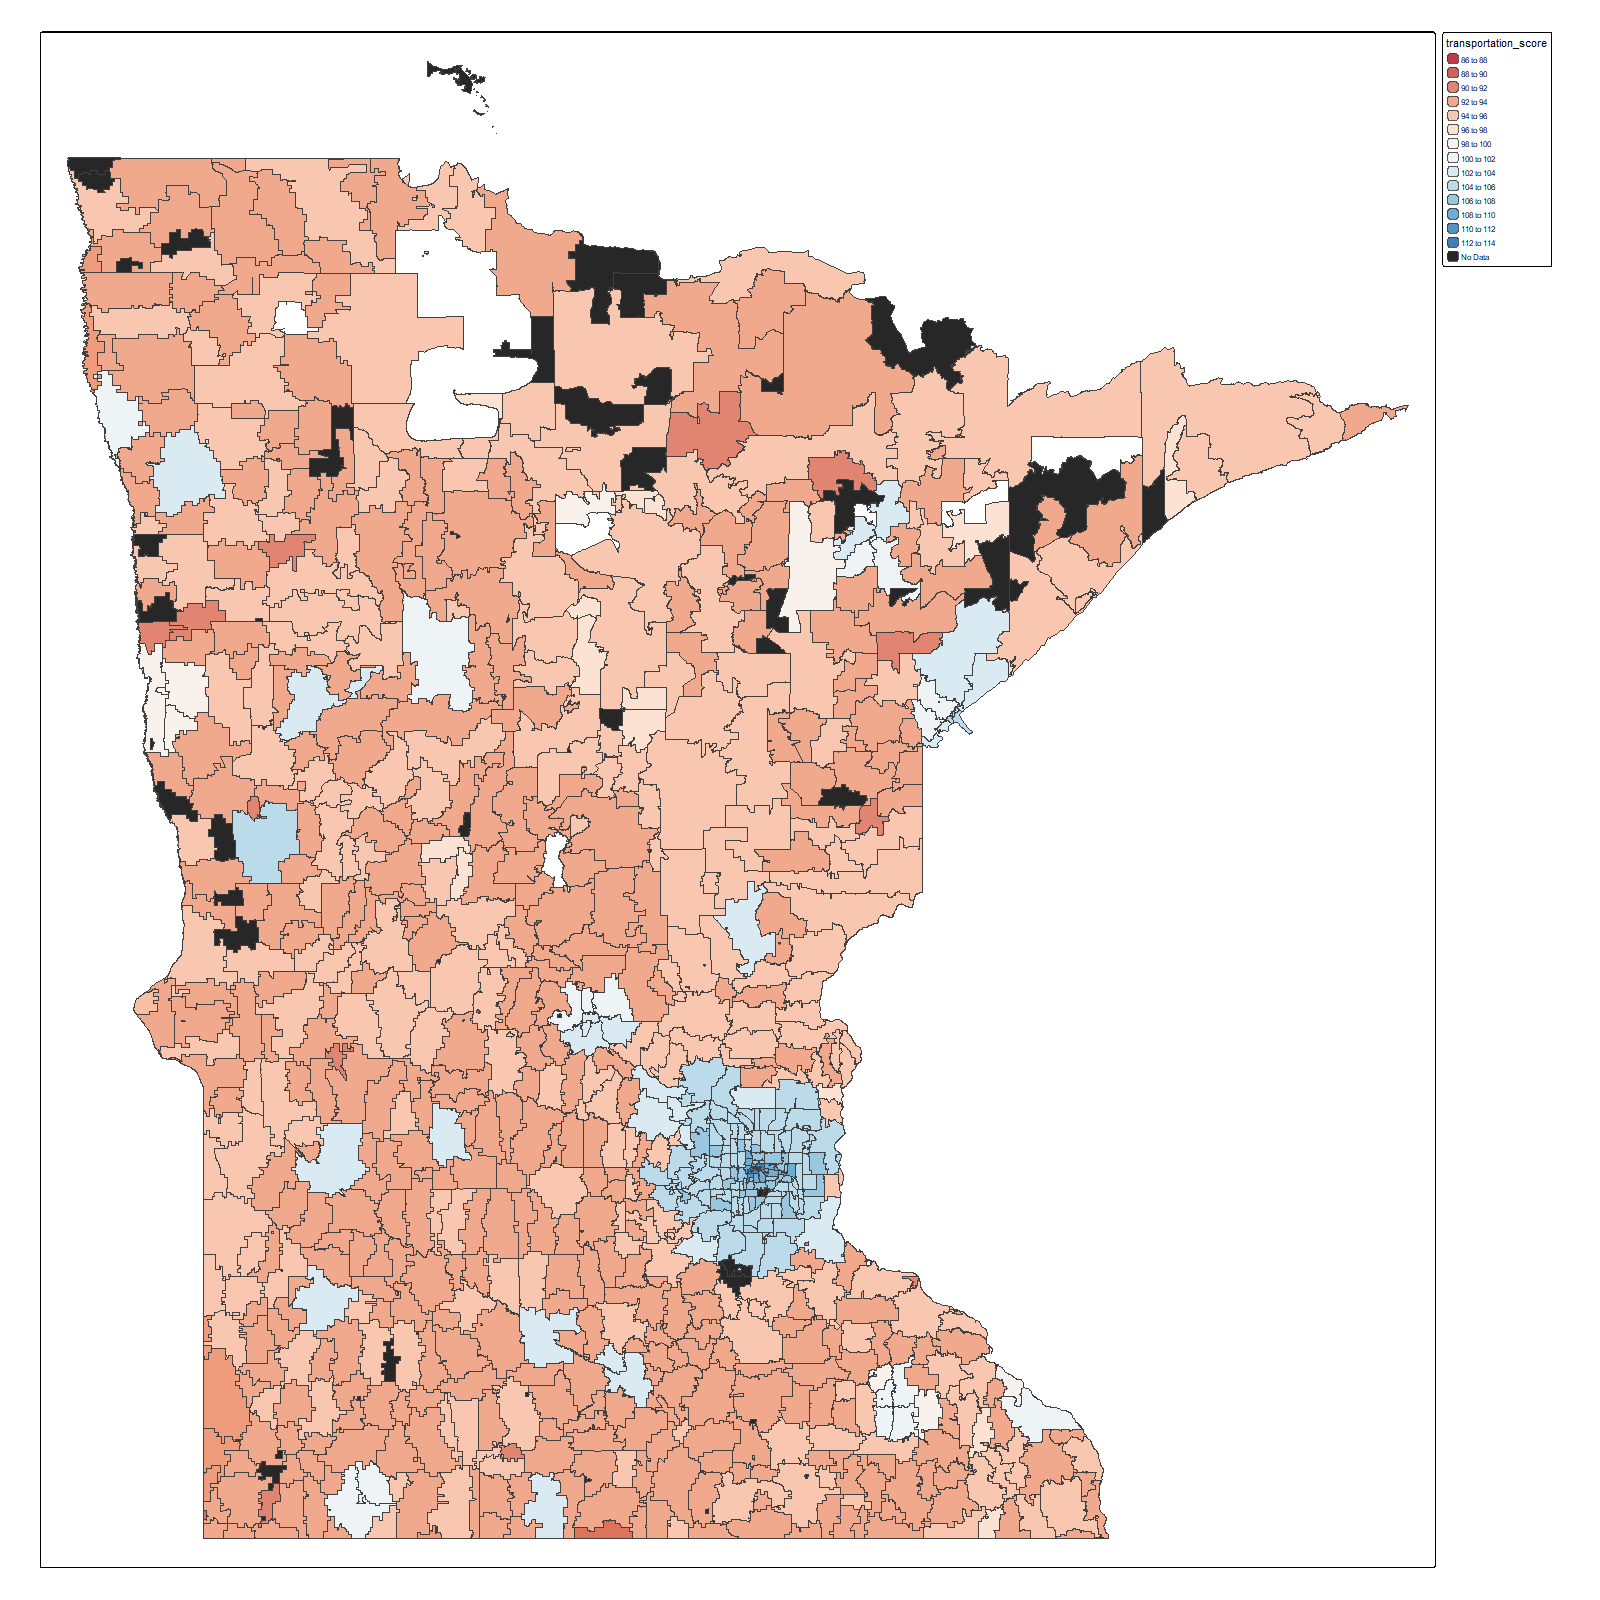 transportation_score
86 to 88
88 to 90
90 to 92
92 to 94
94 to 96
96 to 98
98 to 100
100 to 102
102 to 104
104 to 106
106 to 108
108 to 110
110 to 112
112 to 114
No Data